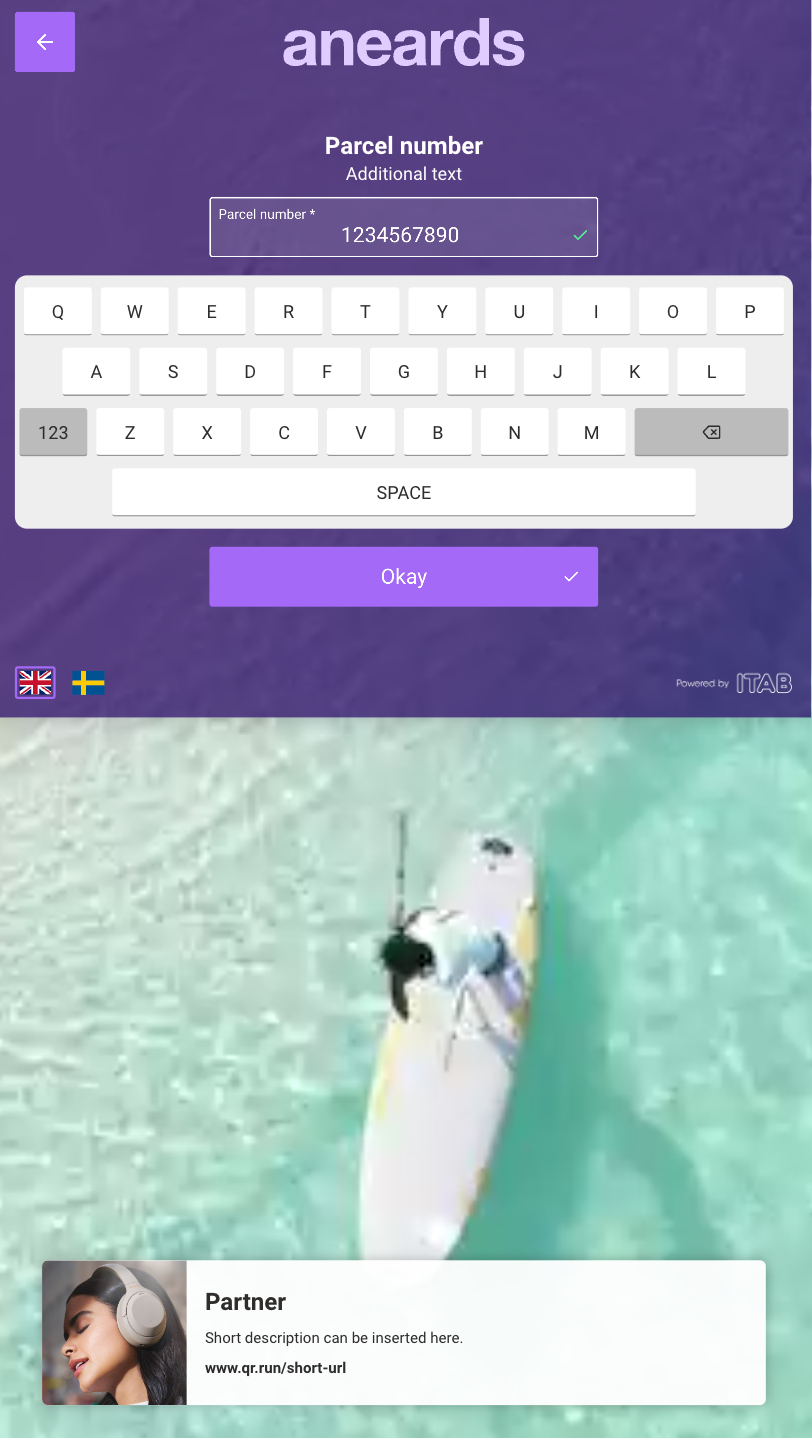 aneards
Parcel number
Additional text
Parcel number *
1234567890
Q W E R T Y U I O P
A S D F G H J K L
123 Z X C V B N M
SPACE
Okay
Powered by ITAB
Partner
Short description can be inserted here.
www.qr.run/short-url